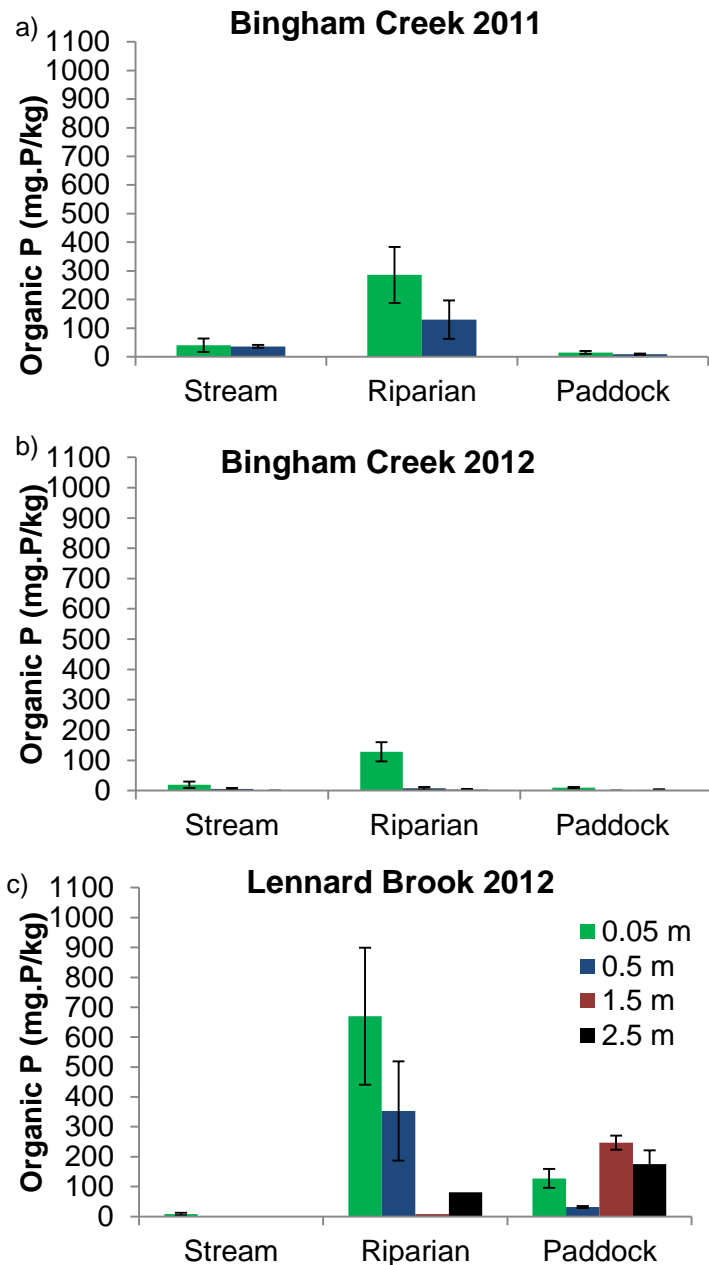 a) Bingham Creek 2011
Organic P (mg.P/kg)
1100
1000
900
800
700
600
500
400
300
200
100
0
Stream Riparian Paddock
b) Bingham Creek 2012
Organic P (mg.P/kg)
1100
1000
900
800
700
600
500
400
300
200
100
0
Stream Riparian Paddock
c) Lennard Brook 2012
Organic P (mg.P/kg)
1100
1000
900
800
700
600
500
400
300
200
100
0
0.05 m
0.5 m
1.5 m
2.5 m
Stream Riparian Paddock